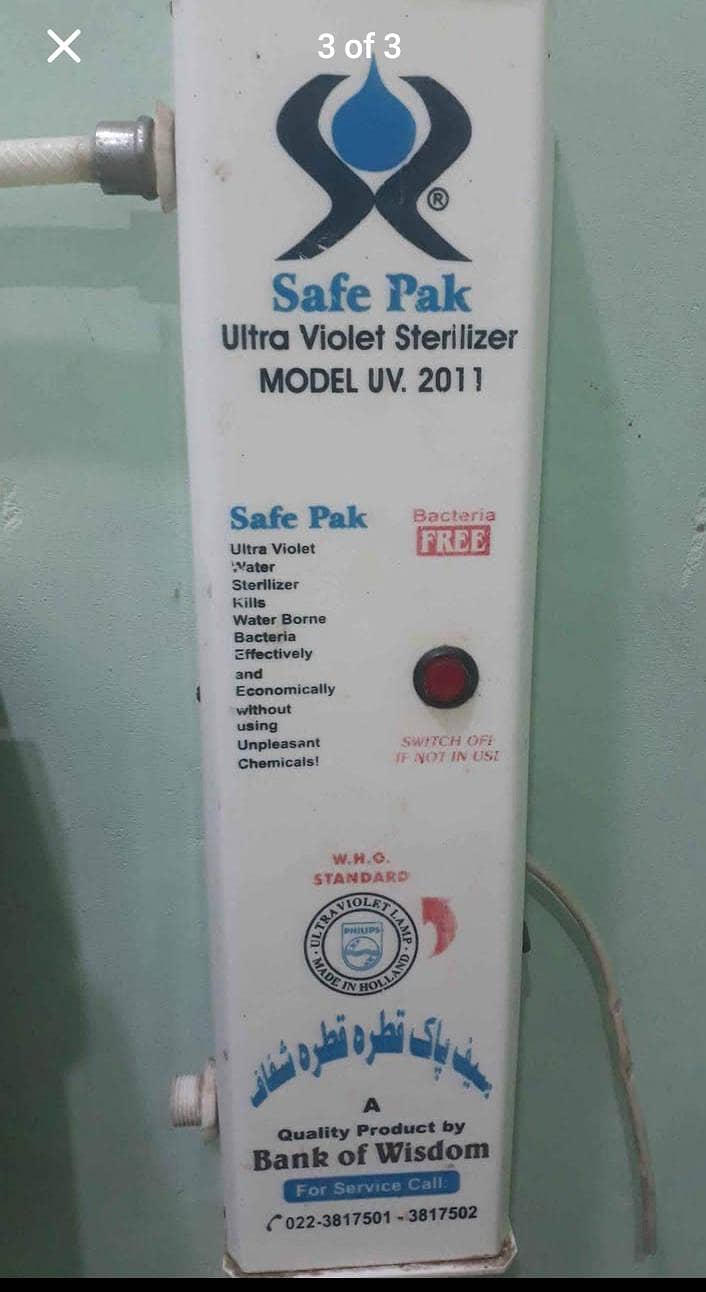 3 of 3
®
Safe Pak
Ultra Violet Sterilizer
MODEL UV. 2011
Safe Pak
Ultra Violet
Water
Sterilizer
Kills
Water Borne
Bacteria
Effectively
and
Economically
without
using
Unpleasant
Chemicals!
Bacteria
FREE
SWITCH OFF
IF NOT IN USE
W.H.O.
STANDARD
ULTRAVIOLET LAMP
PHILIPS
MADE IN HOLLAND
سیف پاک قطرہ قطرہ شفاف
A
Quality Product by
Bank of Wisdom
For Service Call:
022-3817501 - 3817502